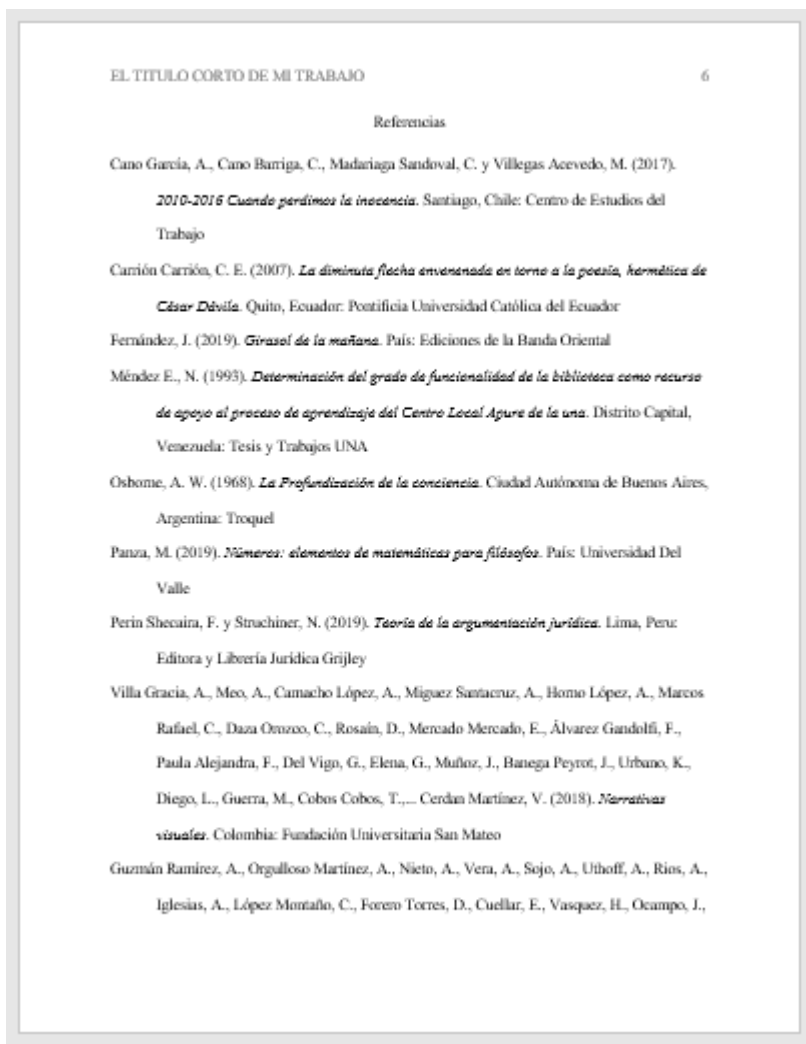 EL TITULO CORTO DE MI TRABAJO 6
Referencias
Cano García, A., Cano Barriga, C., Madariaga Sandoval, C. y Villegas Acevedo, M. (2017).
2010-2016 Cuando perdimos la inocencia. Santiago, Chile: Centro de Estudios del
Trabajo
Carrión Carrión, C. E. (2007). La diminuta flecha envenenada en torno a la poesía, hermética de
César Dávila. Quito, Ecuador: Pontificia Universidad Católica del Ecuador
Fernández, J. (2019). Girasol de la mañana. País: Ediciones de la Banda Oriental
Méndez E., N. (1993). Determinación del grado de funcionalidad de la biblioteca como recurso
de apoyo al proceso de aprendizaje del Centro Local Apure de la una. Distrito Capital,
Venezuela: Tesis y Trabajos UNA
Osborne, A. W. (1968). La Profundización de la conciencia. Ciudad Autónoma de Buenos Aires,
Argentina: Troquel
Panza, M. (2019). Números: elementos de matemáticas para filósofos. País: Universidad Del
Valle
Perin Shecaira, F. y Struchiner, N. (2019). Teoría de la argumentación jurídica. Lima, Peru:
Editora y Librería Jurídica Grijley
Villa Gracia, A., Meo, A., Camacho López, A., Miguez Santacruz, A., Horno López, A., Marcos
Rafael, C., Daza Orozco, C., Rosaín, D., Mercado Mercado, E., Álvarez Gandolfi, F.,
Paula Alejandra, F., Del Vigo, G., Elena, G., Muñoz, J., Banega Peyrot, J., Urbano, K.,
Diego, L., Guerra, M., Cobos Cobos, T.,... Cerdan Martínez, V. (2018). Narrativas
visuales. Colombia: Fundación Universitaria San Mateo
Guzmán Ramírez, A., Orgulloso Martínez, A., Nieto, A., Vera, A., Sojo, A., Uthoff, A., Rios, A.,
Iglesias, A., López Montaño, C., Forero Torres, D., Cuellar, E., Vasquez, H., Ocampo, J.,